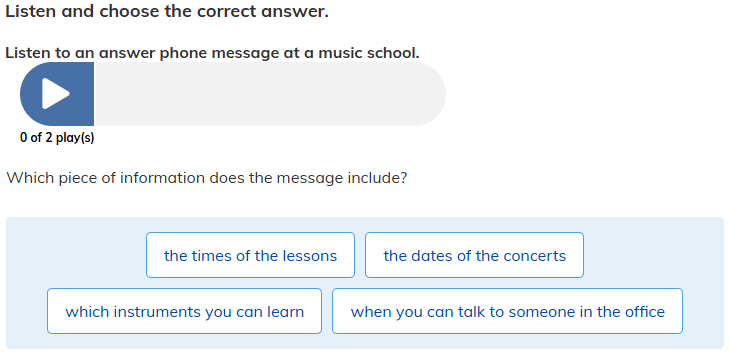 Listen and choose the correct answer.
Listen to an answer phone message at a music school.
0 of 2 play(s)
Which piece of information does the message include?
the times of the lessons
the dates of the concerts
which instruments you can learn
when you can talk to someone in the office